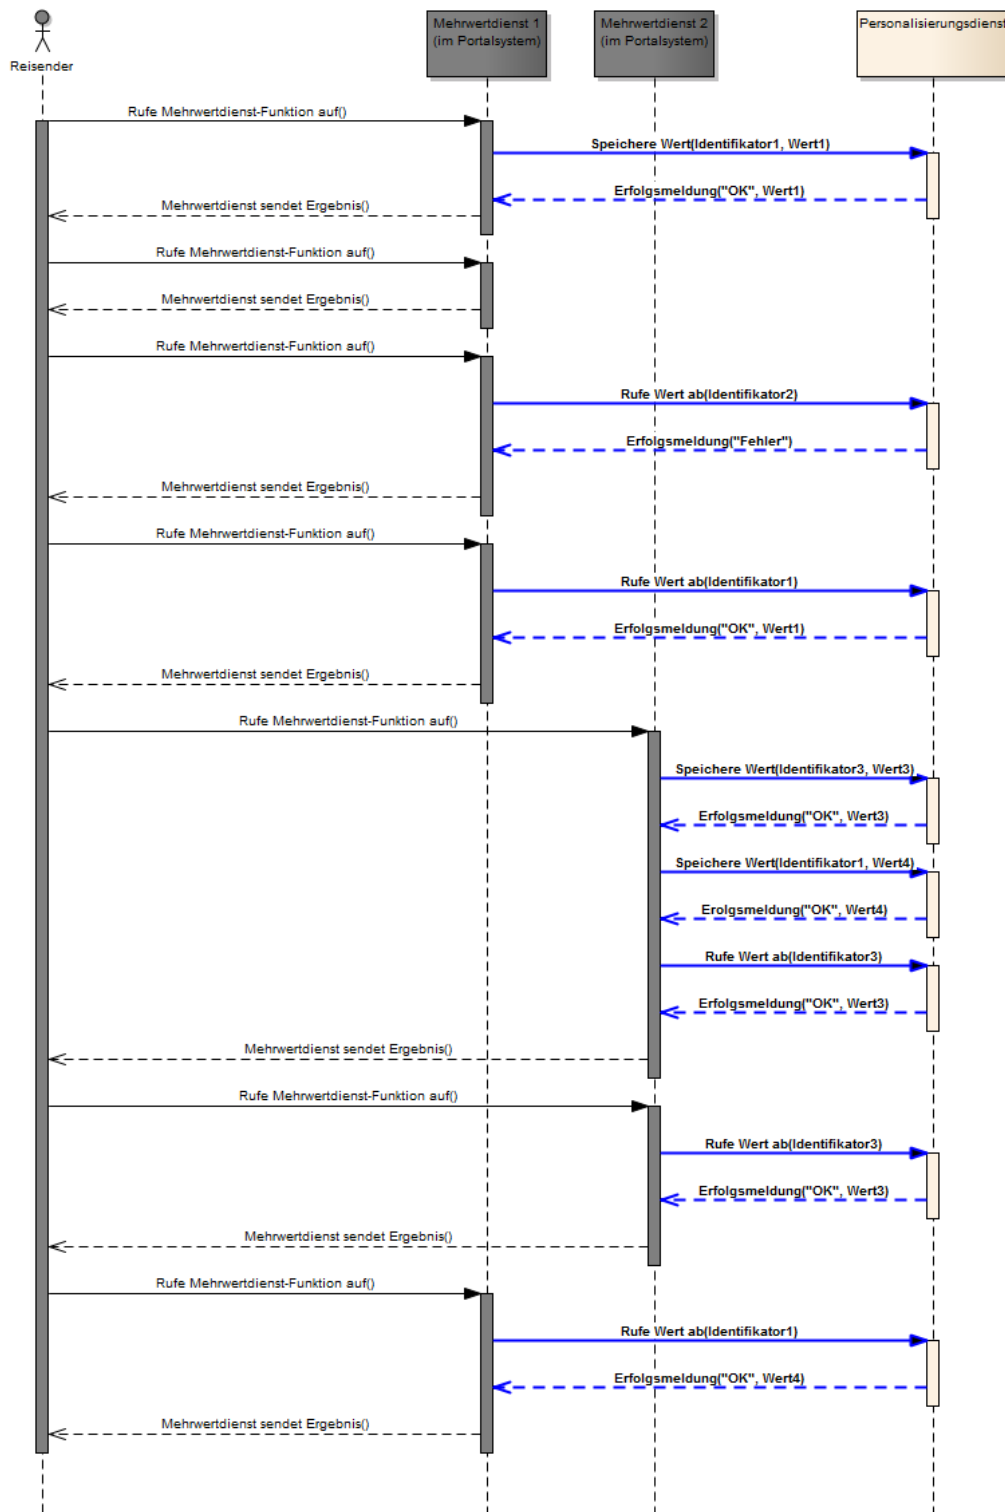 Reisender
Mehrwertdienst 1
(im Portalsystem)
Mehrwertdienst 2
(im Portalsystem)
Personalisierungsdienst
Rufe Mehrwertdienst-Funktion auf()
Speichere Wert(Identifikator1, Wert1)
Erfolgsmeldung("OK", Wert1)
Mehrwertdienst sendet Ergebnis()
Rufe Mehrwertdienst-Funktion auf()
Mehrwertdienst sendet Ergebnis()
Rufe Mehrwertdienst-Funktion auf()
Rufe Wert ab(Identifikator2)
Erfolgsmeldung("Fehler")
Mehrwertdienst sendet Ergebnis()
Rufe Mehrwertdienst-Funktion auf()
Rufe Wert ab(Identifikator1)
Erfolgsmeldung("OK", Wert1)
Mehrwertdienst sendet Ergebnis()
Rufe Mehrwertdienst-Funktion auf()
Speichere Wert(Identifikator3, Wert3)
Erfolgsmeldung("OK", Wert3)
Speichere Wert(Identifikator1, Wert4)
Erolgsmeldung("OK", Wert4)
Rufe Wert ab(Identifikator3)
Erfolgsmeldung("OK", Wert3)
Mehrwertdienst sendet Ergebnis()
Rufe Mehrwertdienst-Funktion auf()
Rufe Wert ab(Identifikator3)
Erfolgsmeldung("OK", Wert3)
Mehrwertdienst sendet Ergebnis()
Rufe Mehrwertdienst-Funktion auf()
Rufe Wert ab(Identifikator1)
Erfolgsmeldung("OK", Wert4)
Mehrwertdienst sendet Ergebnis()